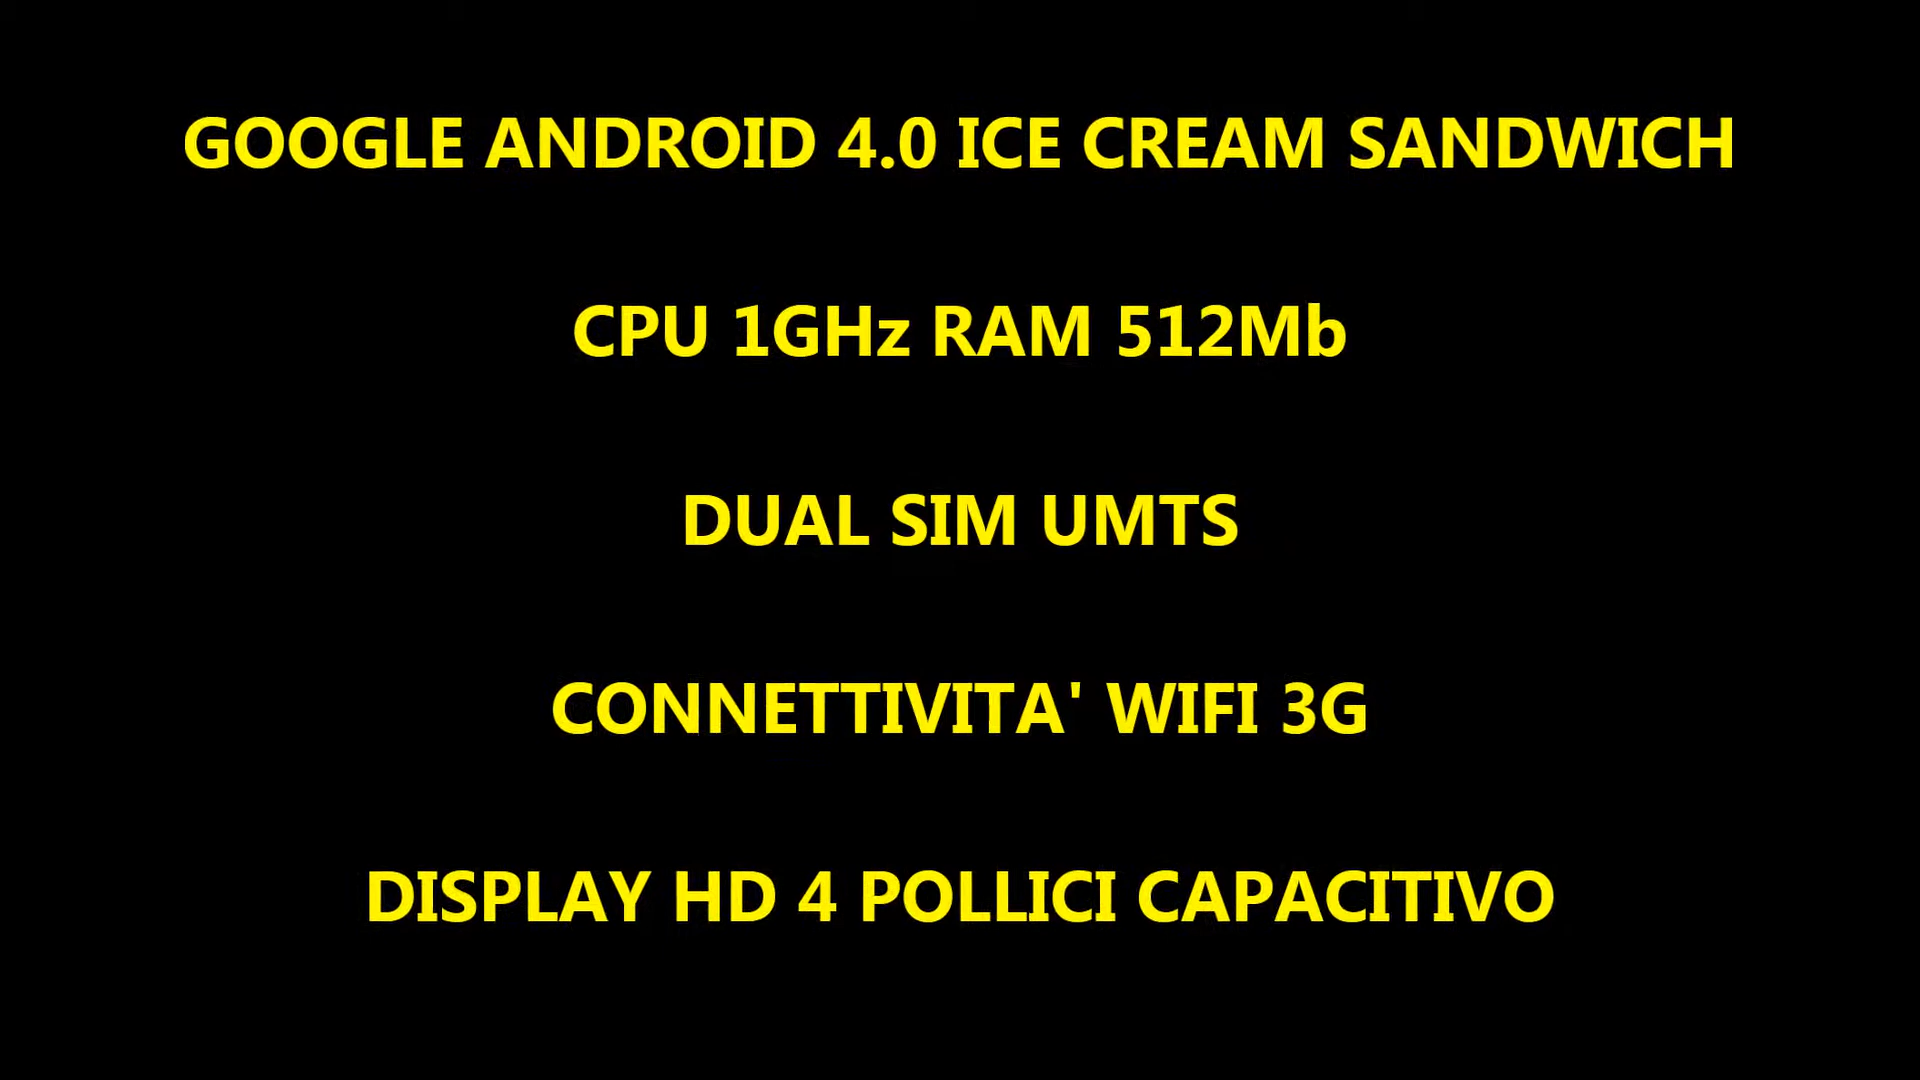 GOOGLE ANDROID 4.0 ICE CREAM SANDWICH
CPU 1GHz RAM 512Mb
DUAL SIM UMTS
CONNETTIVITA' WIFI 3G
DISPLAY HD 4 POLLICI CAPACITIVO